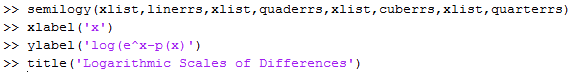 >> semilogy(xlist,linerrs,xlist,quaderrs,xlist,cuberrs,xlist,quarterrs)
>> xlabel('x')
>> ylabel('log(e^x-p(x)')
>> title('Logarithmic Scales of Differences')